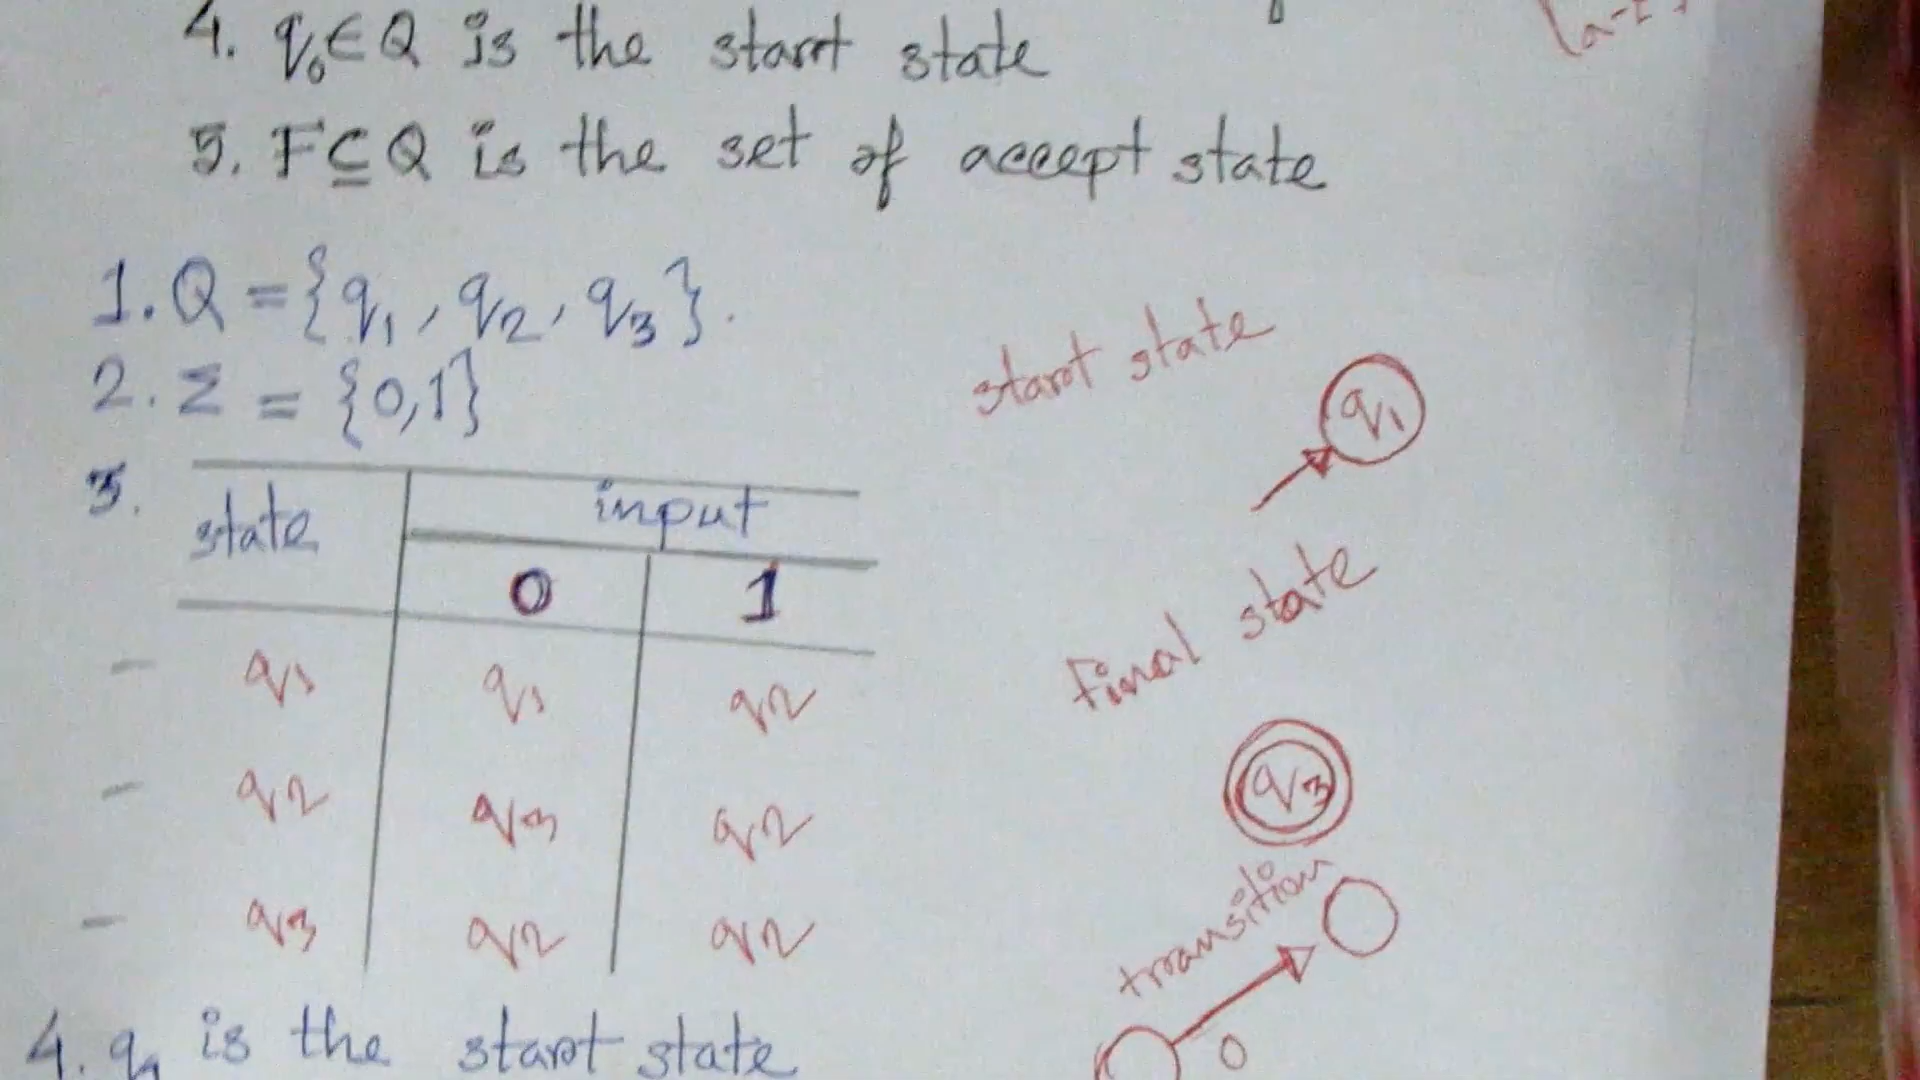 4. q₀∈Q is the start state
5. F⊆Q is the set of accept state
1. Q = {q₁, q₂, q₃}.
2. Σ = {0,1}
3.
state input
0 1
q1 q1 q2
q2 q3 q2
q3 q2 q2
4. q₁ is the start state
start state
q₁
Final state
q3
transition
0